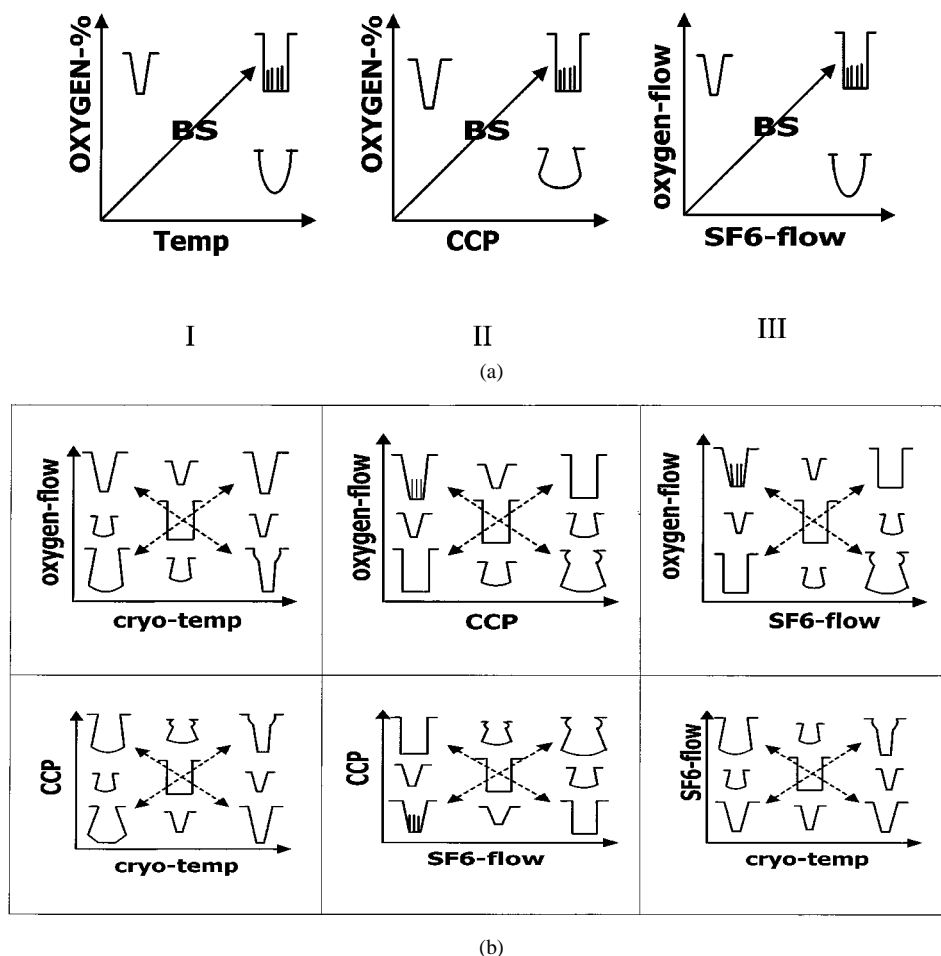 OXYGEN-%
BS
Temp
OXYGEN-%
BS
CCP
oxygen-flow
BS
SF6-flow
I
II
III
(a)
oxygen-flow
cryo-temp
oxygen-flow
CCP
oxygen-flow
SF6-flow
CCP
cryo-temp
CCP
SF6-flow
SF6-flow
cryo-temp
(b)